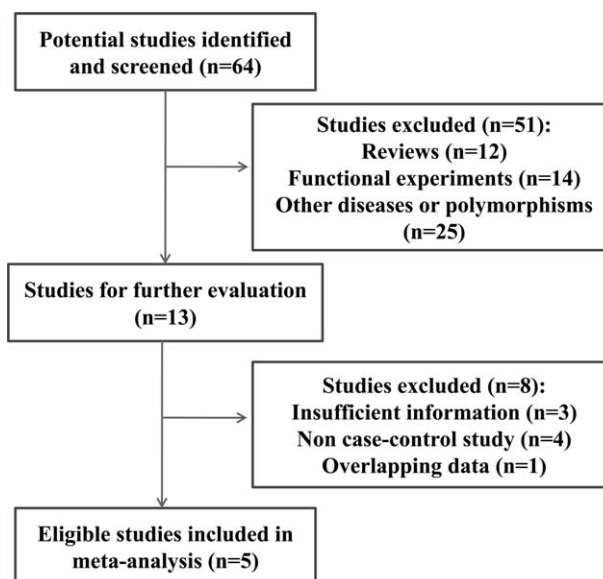 Potential studies identified
and screened (n=64)
Studies excluded (n=51):
Reviews (n=12)
Functional experiments (n=14)
Other diseases or polymorphisms
(n=25)
Studies for further evaluation
(n=13)
Studies excluded (n=8):
Insufficient information (n=3)
Non case-control study (n=4)
Overlapping data (n=1)
Eligible studies included in
meta-analysis (n=5)